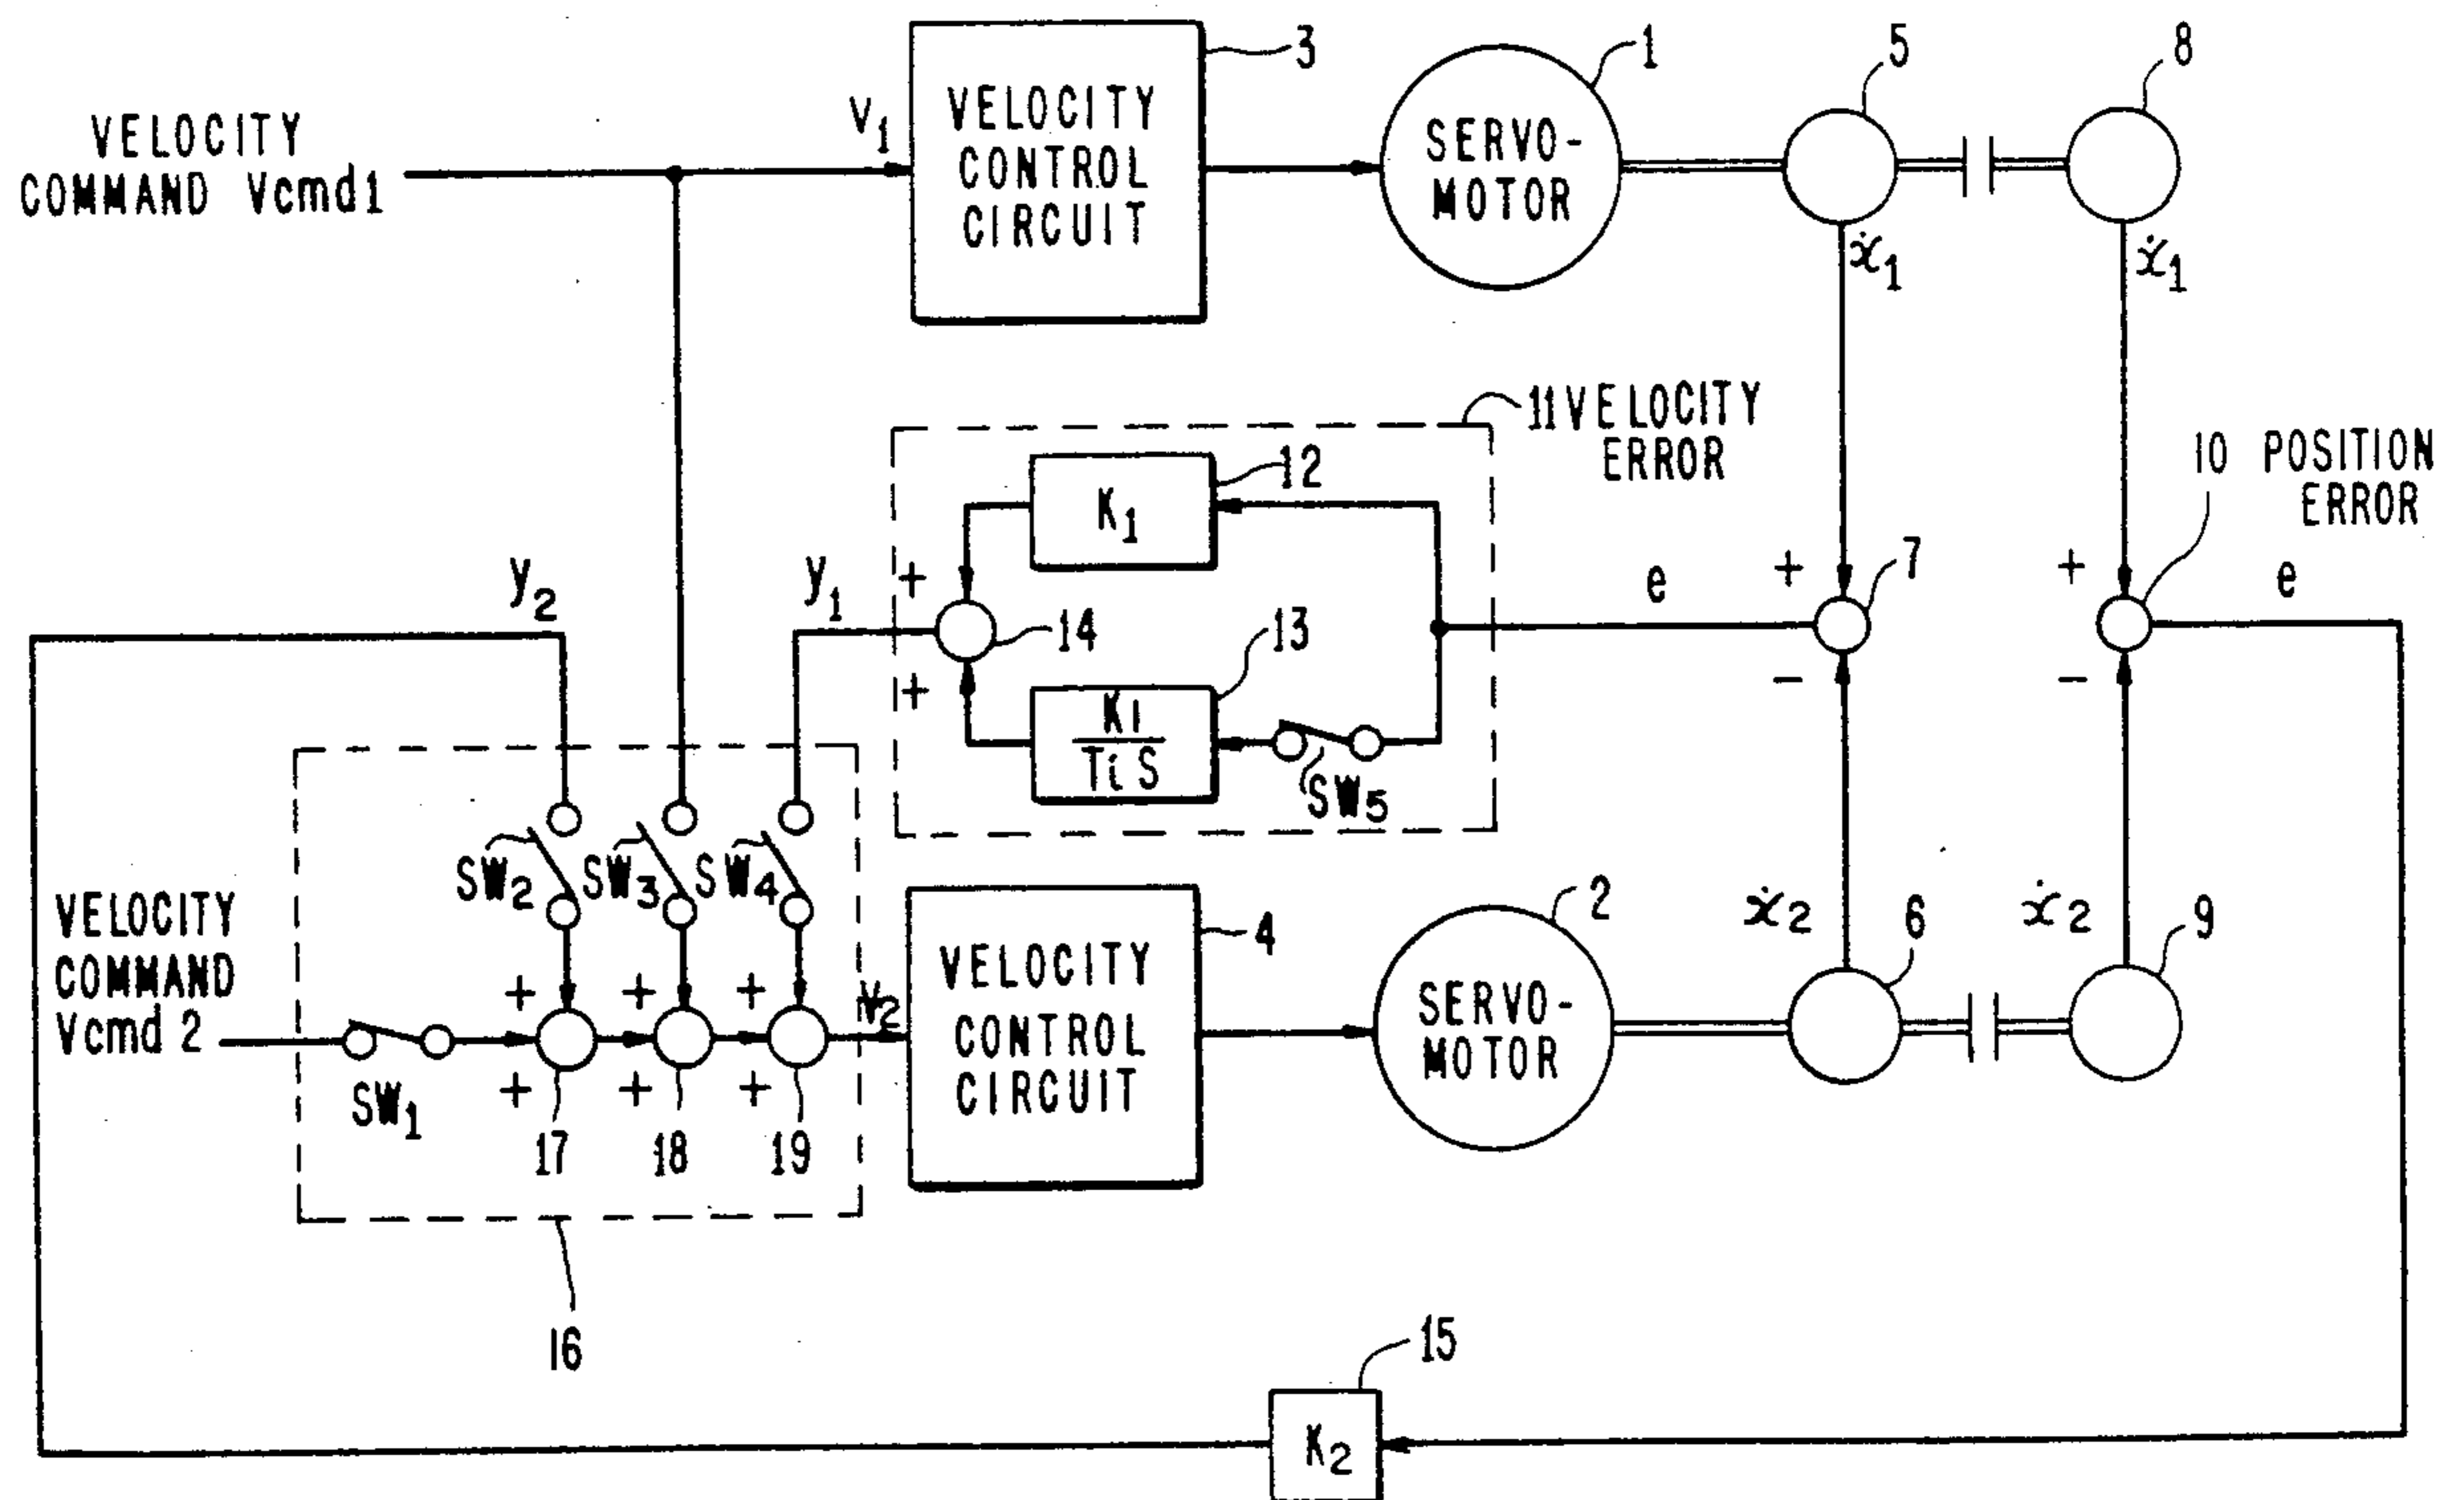 3
1
5
8
VELOCITY
COMMAND Vcmd1
V1
VELOCITY
CONTROL
CIRCUIT
SERVO-
MOTOR
ẋ1
ẋ1
11 VELOCITY
ERROR
10 POSITION
ERROR
12
K1
y2
y1
+
14
13
e
+
7
+
e
+
K1
TiS
SW5
-
-
SW2
SW3
SW4
VELOCITY
COMMAND
Vcmd 2
SW1
+
+
+
+
+
+
17
18
19
V2
4
VELOCITY
CONTROL
CIRCUIT
2
SERVO-
MOTOR
ẋ2
6
ẋ2
9
16
15
K2